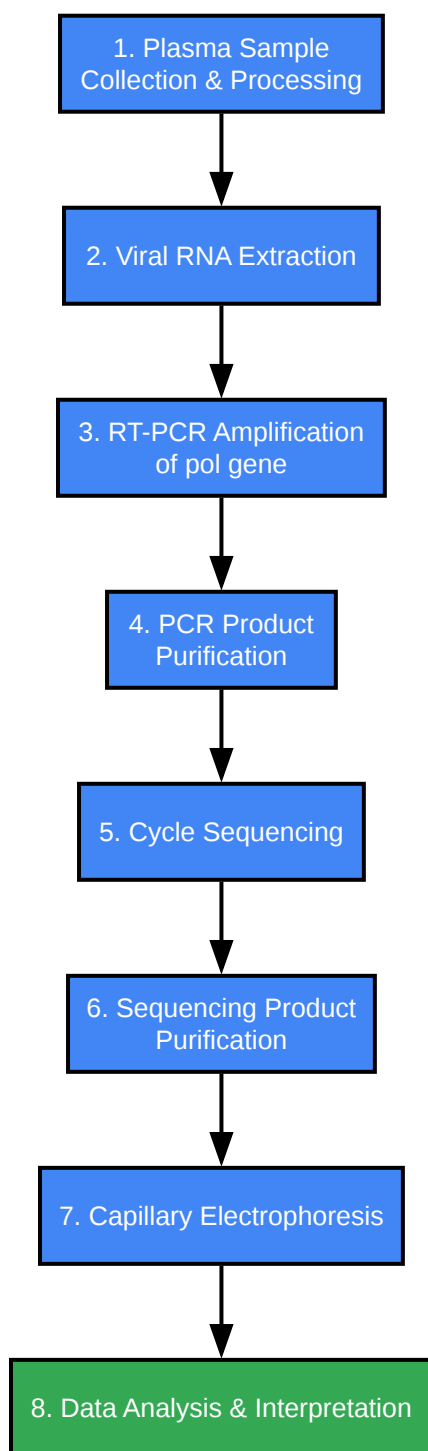 1. Plasma Sample
Collection & Processing
2. Viral RNA Extraction
3. RT-PCR Amplification
of pol gene
4. PCR Product
Purification
5. Cycle Sequencing
6. Sequencing Product
Purification
7. Capillary Electrophoresis
8. Data Analysis & Interpretation